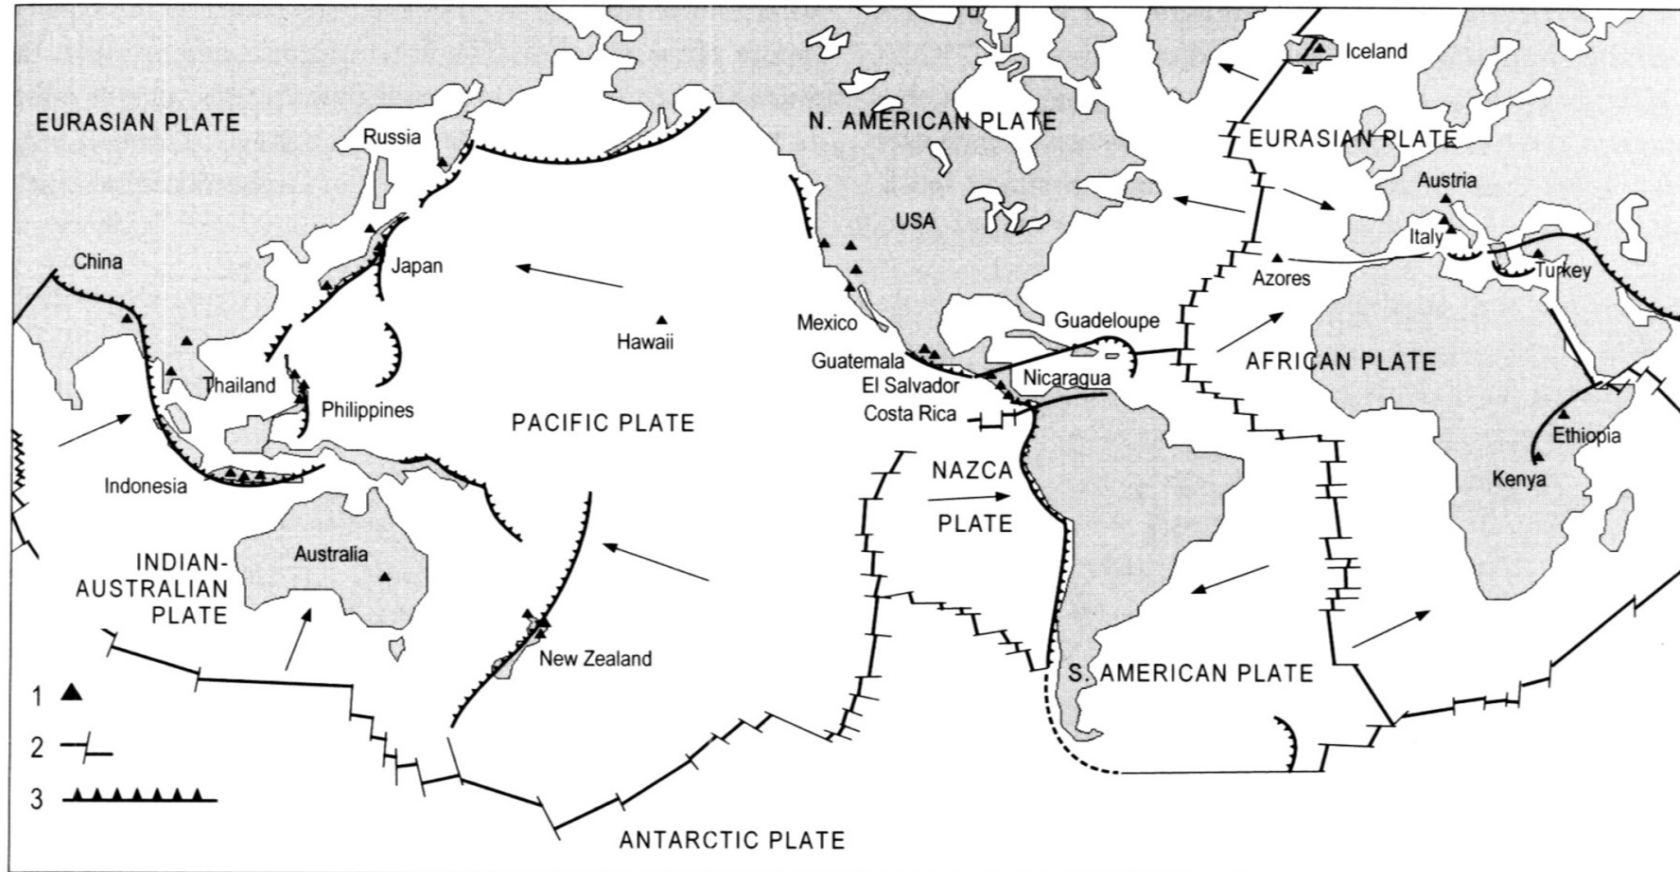 Iceland
EURASIAN PLATE
Russia
N. AMERICAN PLATE
EURASIAN PLATE
Austria
USA
Italy
China
Japan
Azores
Turkey
Mexico
Guadeloupe
Hawaii
Guatemala
AFRICAN PLATE
Thailand
El Salvador
Nicaragua
Philippines
Costa Rica
PACIFIC PLATE
Ethiopia
NAZCA
PLATE
Kenya
Indonesia
Australia
INDIAN-
AUSTRALIAN
PLATE
New Zealand
S. AMERICAN PLATE
1
2
3
ANTARCTIC PLATE